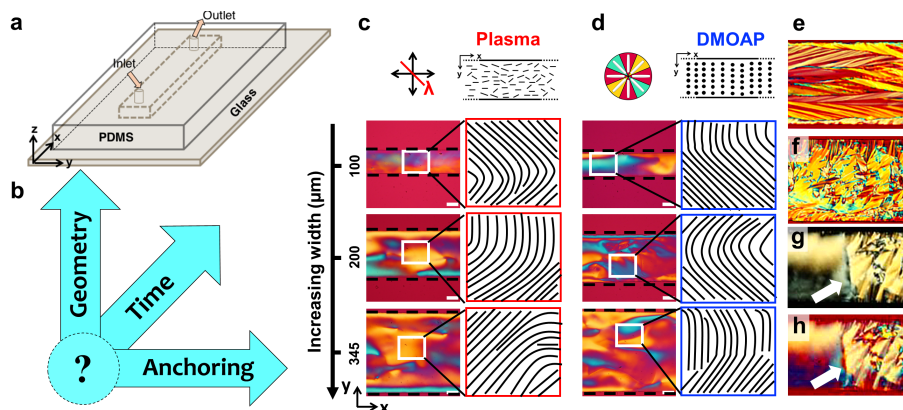 a
Outlet
Inlet
Glass
PDMS
z
x
y
b
Geometry
Time
?
Anchoring
c
Plasma
λ
x
y
Increasing width (µm)
100
200
345
y
x
d
DMOAP
x
y
e
f
g
h